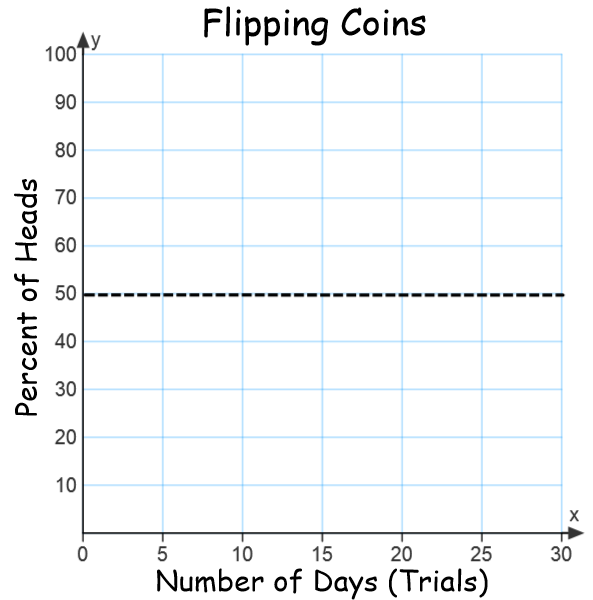 Flipping Coins
y
100
90
80
70
60
50
40
30
20
10
Percent of Heads
x
0 5 10 15 20 25 30
Number of Days (Trials)